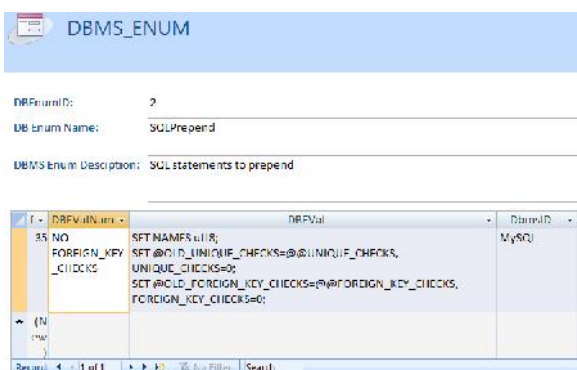 DBMS_ENUM
DBEnumID: 2
DB Enum Name: SQLPrepend
DBMS Enum Desciption: SQL statements to prepend
DBEValNum DBEVal DbmsID
35 NO SET NAMES utf8; MySQL
FOREIGN_KEY SET @OLD_UNIQUE_CHECKS=@@UNIQUE_CHECKS,
_CHECKS UNIQUE_CHECKS=0;
SET @OLD_FOREIGN_KEY_CHECKS=@@FOREIGN_KEY_CHECKS,
FOREIGN_KEY_CHECKS=0;
(N
ew
)
Record: 1 of 1 No Filter Search